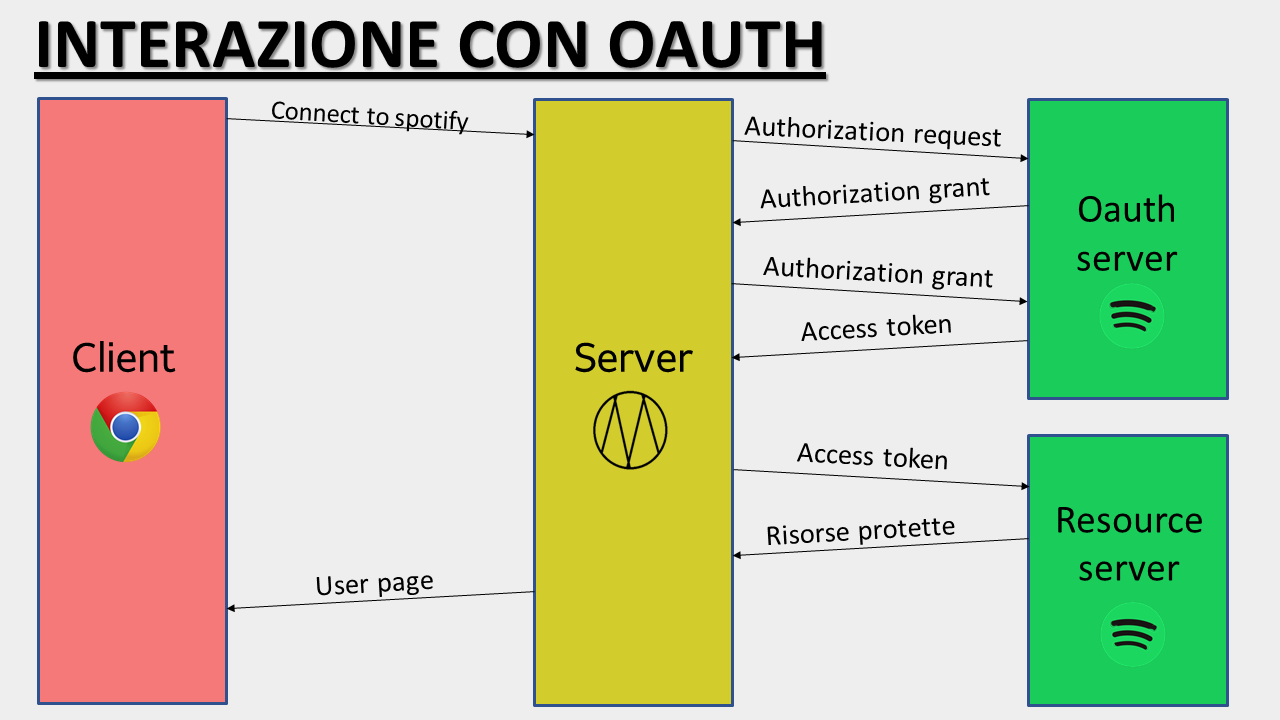 INTERAZIONE CON OAUTH
Connect to spotify
Authorization request
Authorization grant
Oauth
server
Authorization grant
Access token
Client
Server
Access token
Resource
server
Risorse protette
User page